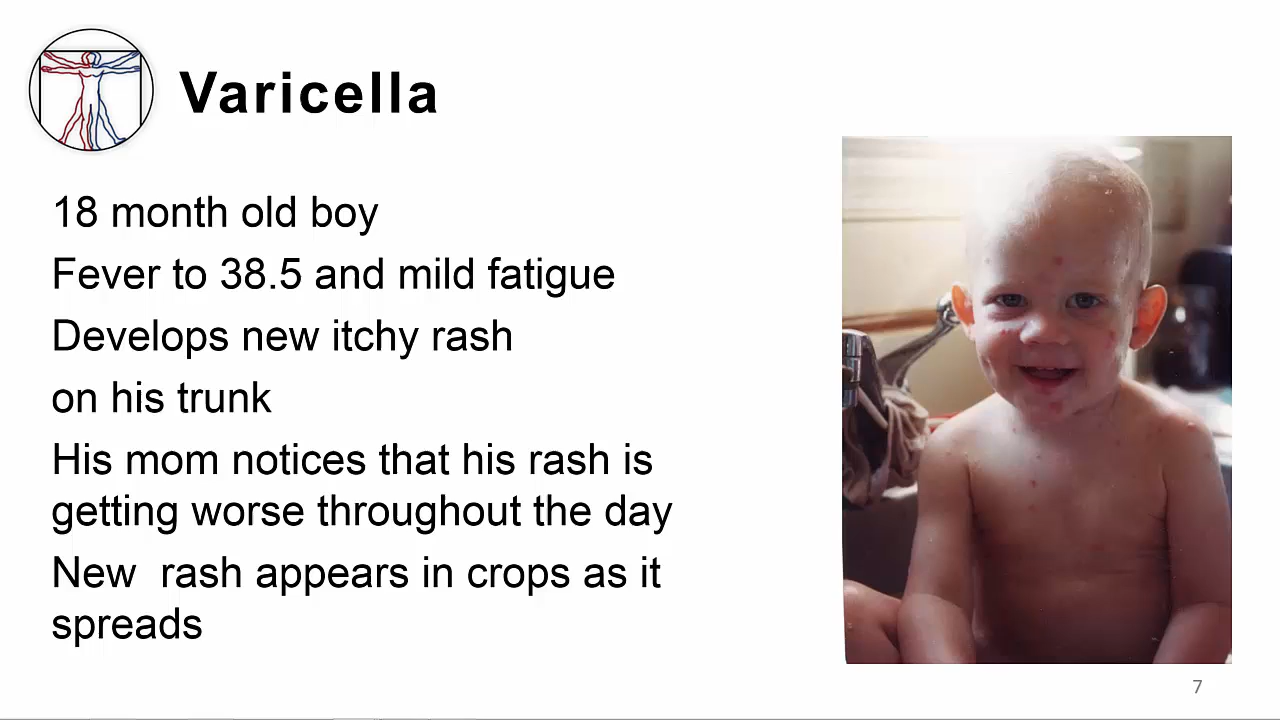 Varicella
18 month old boy
Fever to 38.5 and mild fatigue
Develops new itchy rash
on his trunk
His mom notices that his rash is
getting worse throughout the day
New  rash appears in crops as it
spreads
7